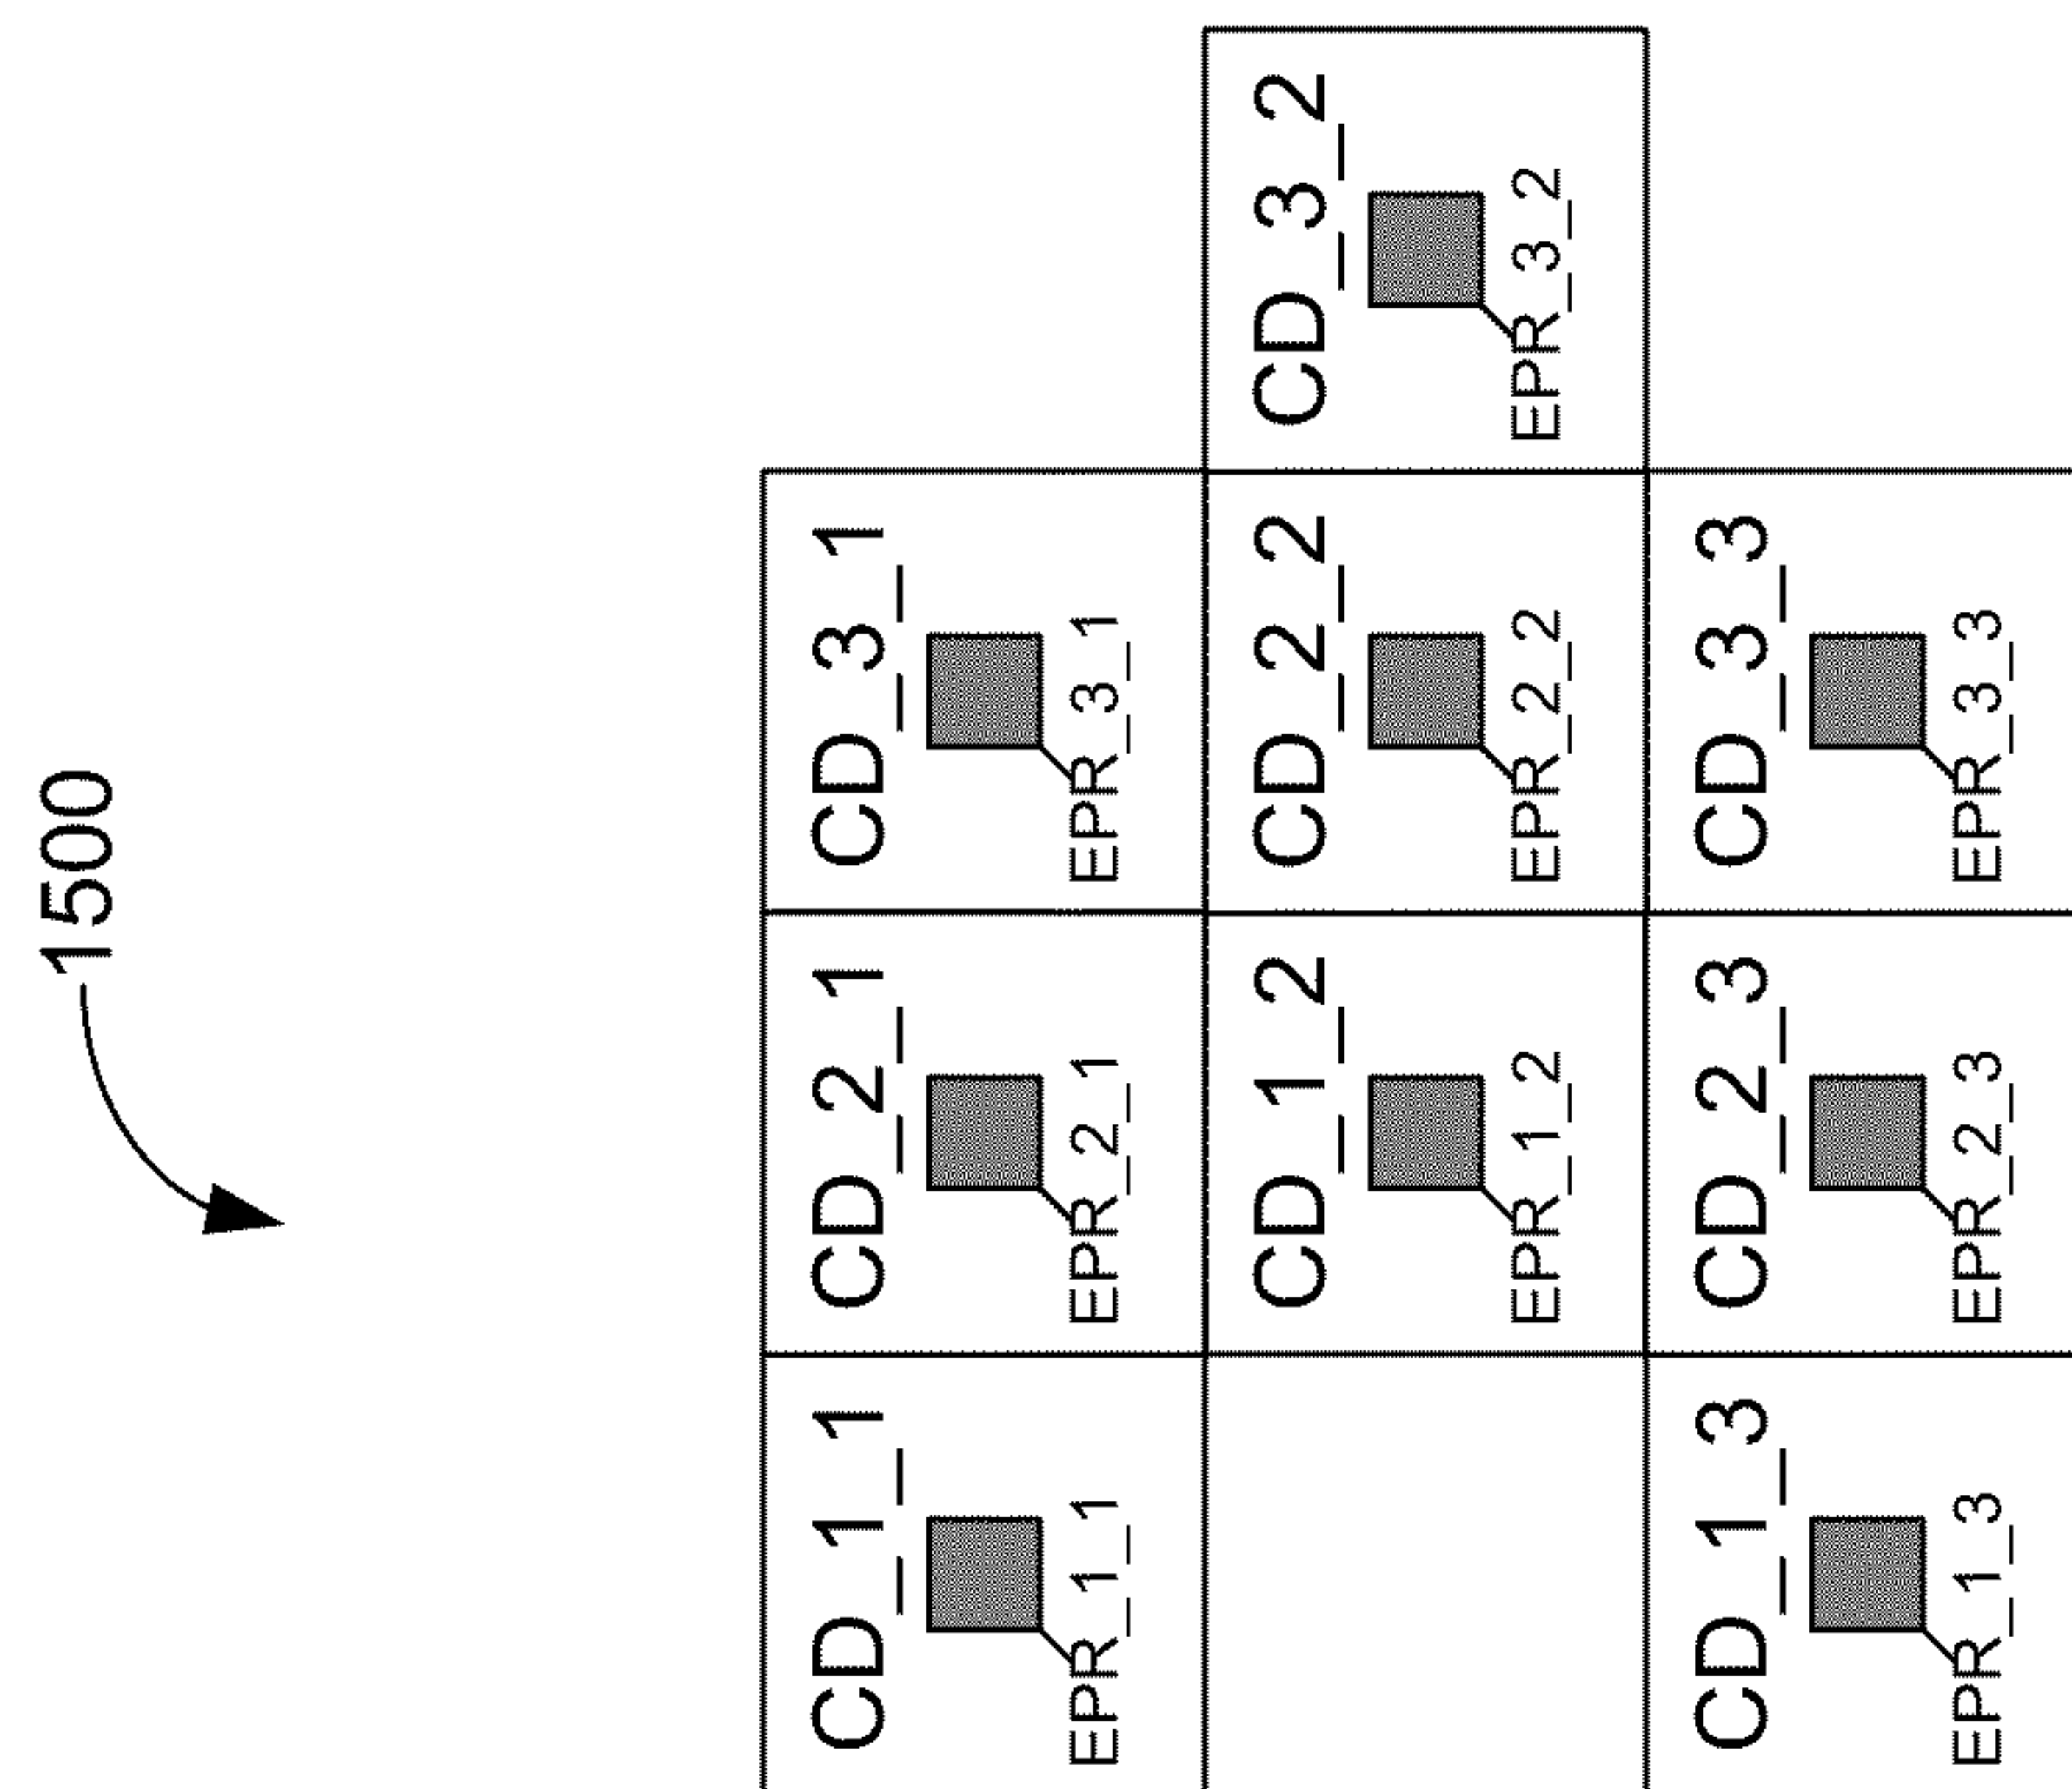 1500
CD_1_1
EPR_1_1
CD_2_1
EPR_2_1
CD_3_1
EPR_3_1
CD_1_2
EPR_1_2
CD_2_2
EPR_2_2
CD_3_2
EPR_3_2
CD_1_3
EPR_1_3
CD_2_3
EPR_2_3
CD_3_3
EPR_3_3